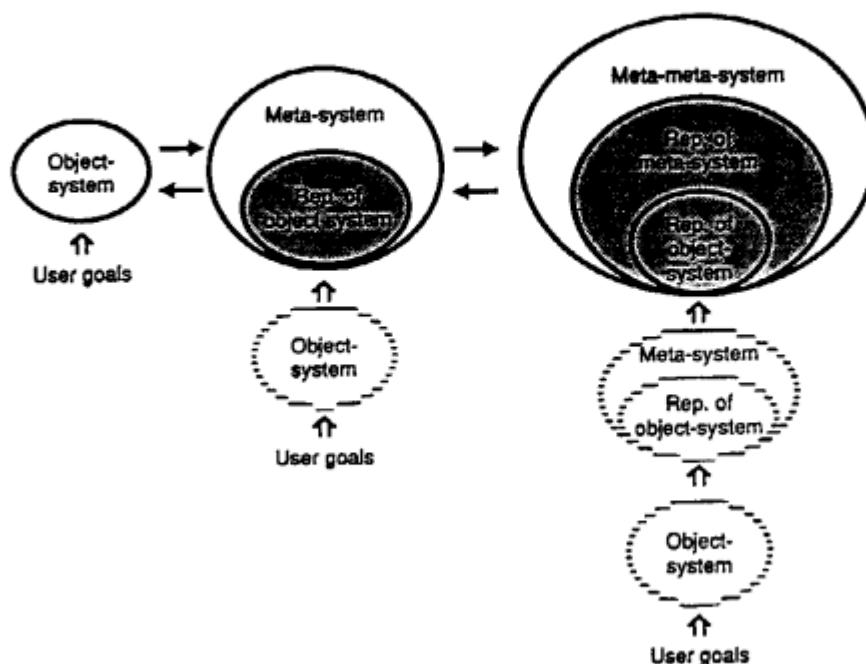 Object-
system
User goals
Meta-system
Rep. of
object-system
Object-
system
User goals
Meta-meta-system
Rep. of
meta-system
Rep. of
object-
system
Meta-system
Rep. of
object-system
Object-
system
User goals